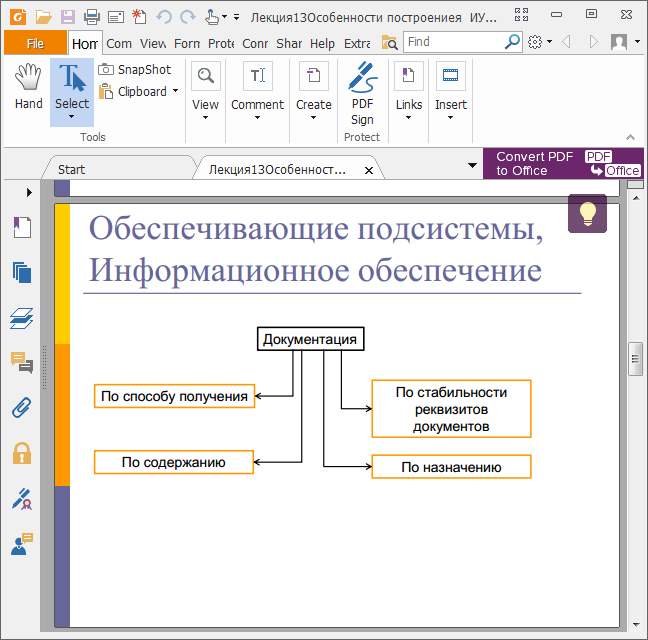 Лекция13Особенности построениея ИУ...
File
Hom
Com
View
Forn
Prote
Conr
Shar
Help
Extra
Find
Hand
Select
SnapShot
Clipboard
View
Comment
Create
PDF
Sign
Links
Insert
Tools
Protect
Start
Лекция13Особенност...
Convert PDF
to Office
PDF
Office
Обеспечивающие подсистемы,
Информационное обеспечение
Документация
По способу получения
По стабильности
реквизитов
документов
По содержанию
По назначению